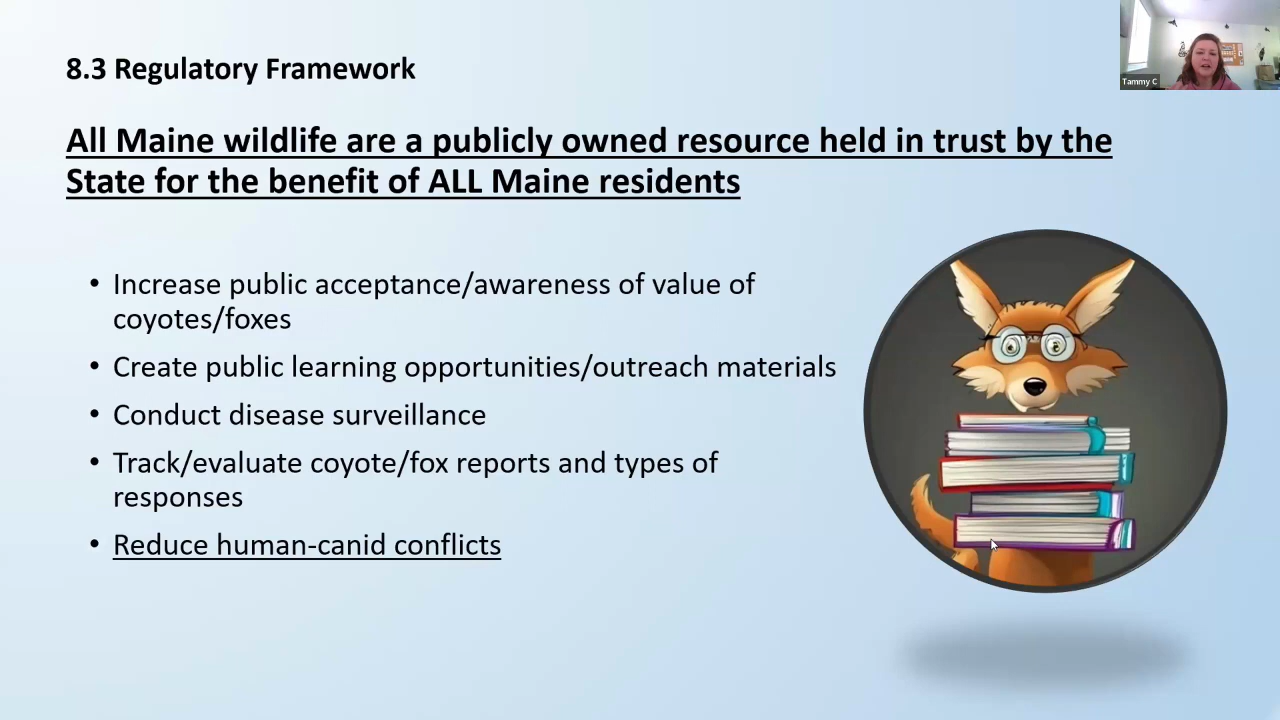 8.3 Regulatory Framework
Tammy C
All Maine wildlife are a publicly owned resource held in trust by the
State for the benefit of ALL Maine residents
• Increase public acceptance/awareness of value of
coyotes/foxes
• Create public learning opportunities/outreach materials
• Conduct disease surveillance
• Track/evaluate coyote/fox reports and types of
responses
• Reduce human-canid conflicts